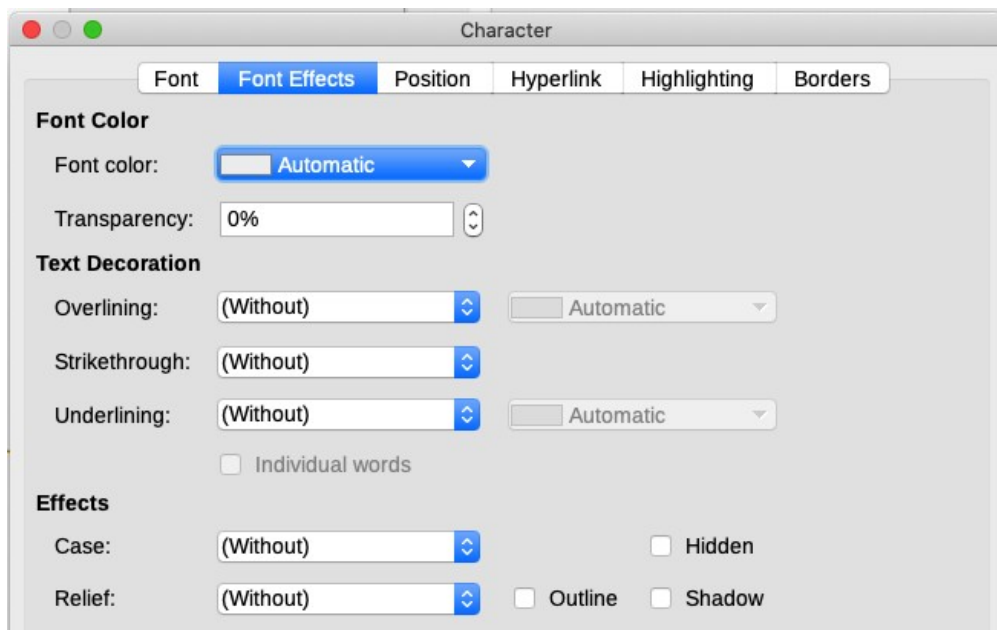 Character
Font Font Effects Position Hyperlink Highlighting Borders
Font Color
Font color: Automatic
Transparency: 0%
Text Decoration
Overlining: (Without) Automatic
Strikethrough: (Without)
Underlining: (Without) Automatic
Individual words
Effects
Case: (Without) Hidden
Relief: (Without) Outline Shadow